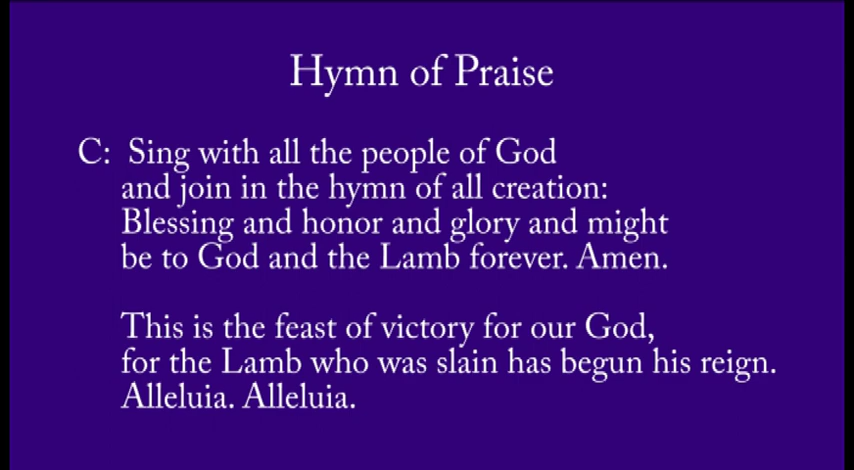 Hymn of Praise
C: Sing with all the people of God
and join in the hymn of all creation:
Blessing and honor and glory and might
be to God and the Lamb forever. Amen.
This is the feast of victory for our God,
for the Lamb who was slain has begun his reign.
Alleluia. Alleluia.